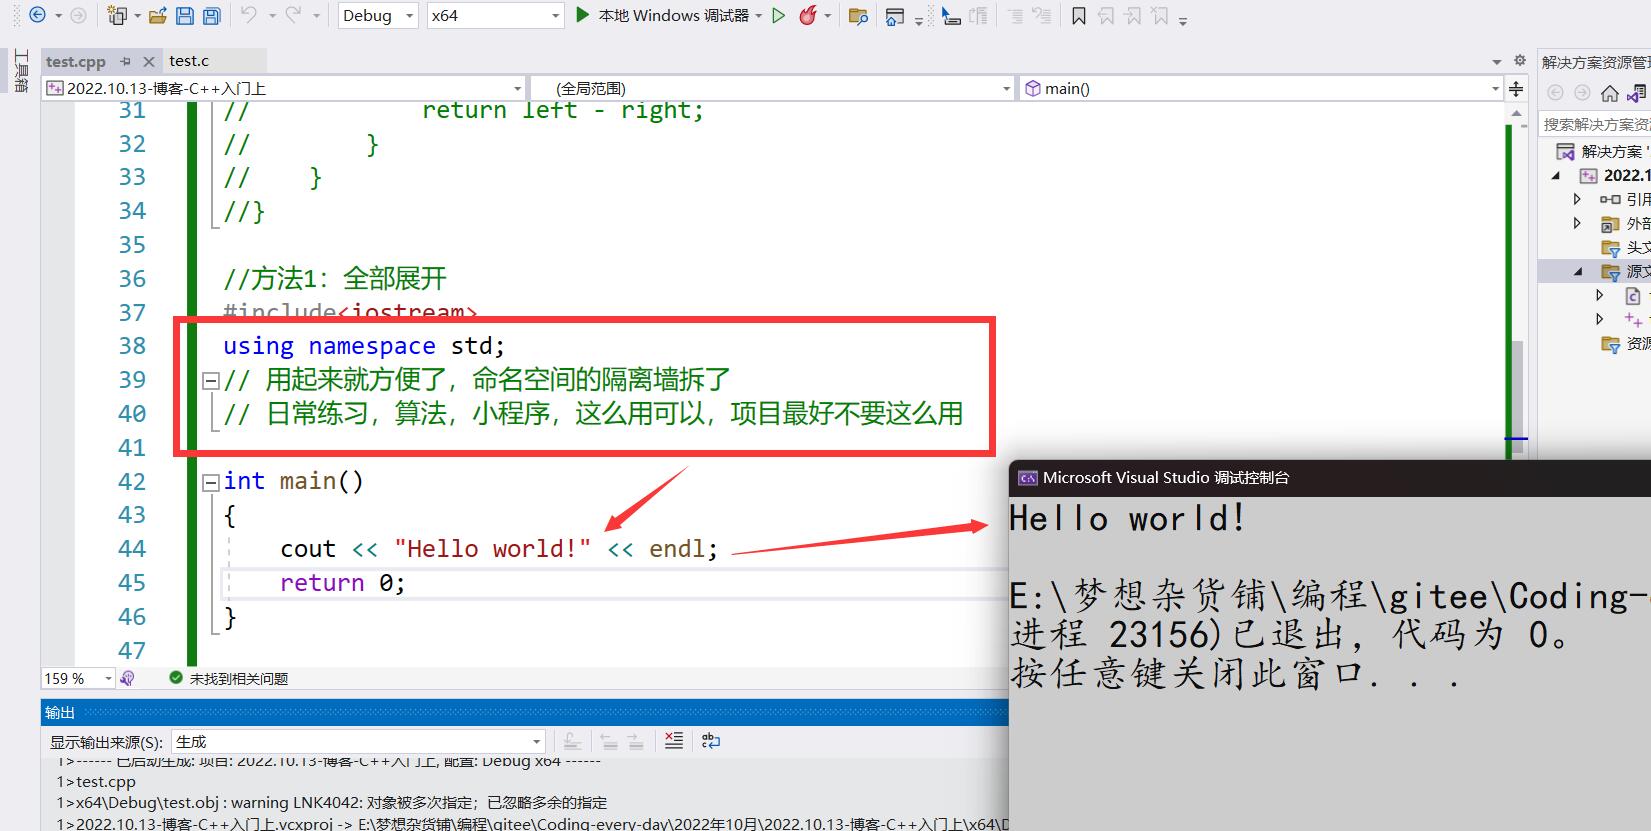 Debug
x64
本地 Windows 调试器
工具箱
test.cpp
test.c
解决方案资源管
2022.10.13-博客-C++入门上
(全局范围)
main()
搜索解决方案资
解决方案 '
2022.1
引用
外部
头文
源文
资源
31 // return left - right;
32 // }
33 // }
34 //}
35
36 //方法1：全部展开
37 #include<iostream>
38 using namespace std;
39 // 用起来就方便了，命名空间的隔离墙拆了
40 // 日常练习，算法，小程序，这么用可以，项目最好不要这么用
41
42 int main()
43 {
44 cout << "Hello world!" << endl;
45 return 0;
46 }
47
Microsoft Visual Studio 调试控制台
Hello world!
E:\梦想杂货铺\编程\gitee\Coding-
进程 23156)已退出，代码为 0。
按任意键关闭此窗口. . .
159 %
未找到相关问题
输出
显示输出来源(S): 生成
1>------ 已启动生成: 项目: 2022.10.13-博客-C++入门上, 配置: Debug x64 ------
1>test.cpp
1>x64\Debug\test.obj : warning LNK4042: 对象被多次指定；已忽略多余的指定
1>2022.10.13-博客-C++入门上.vcxproj -> E:\梦想杂货铺\编程\gitee\Coding-every-day\2022年10月\2022.10.13-博客-C++入门上\x64\D